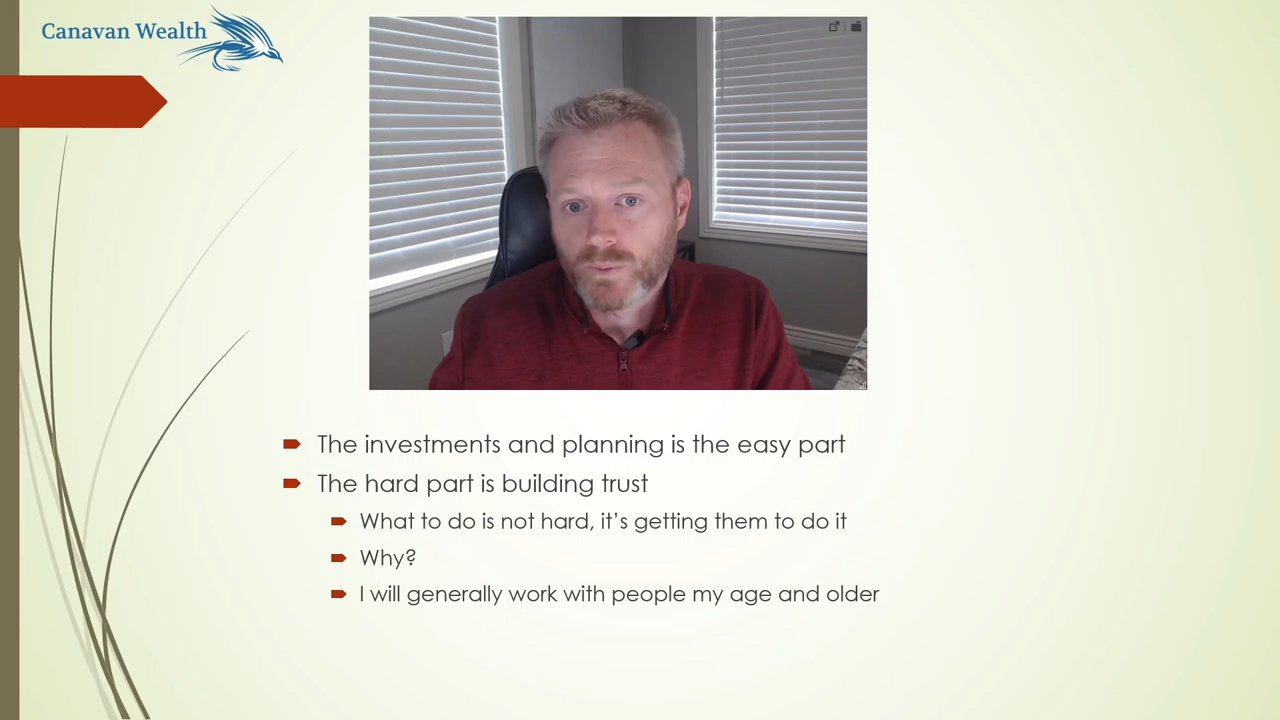 Canavan Wealth
The investments and planning is the easy part
The hard part is building trust
What to do is not hard, it’s getting them to do it
Why?
I will generally work with people my age and older